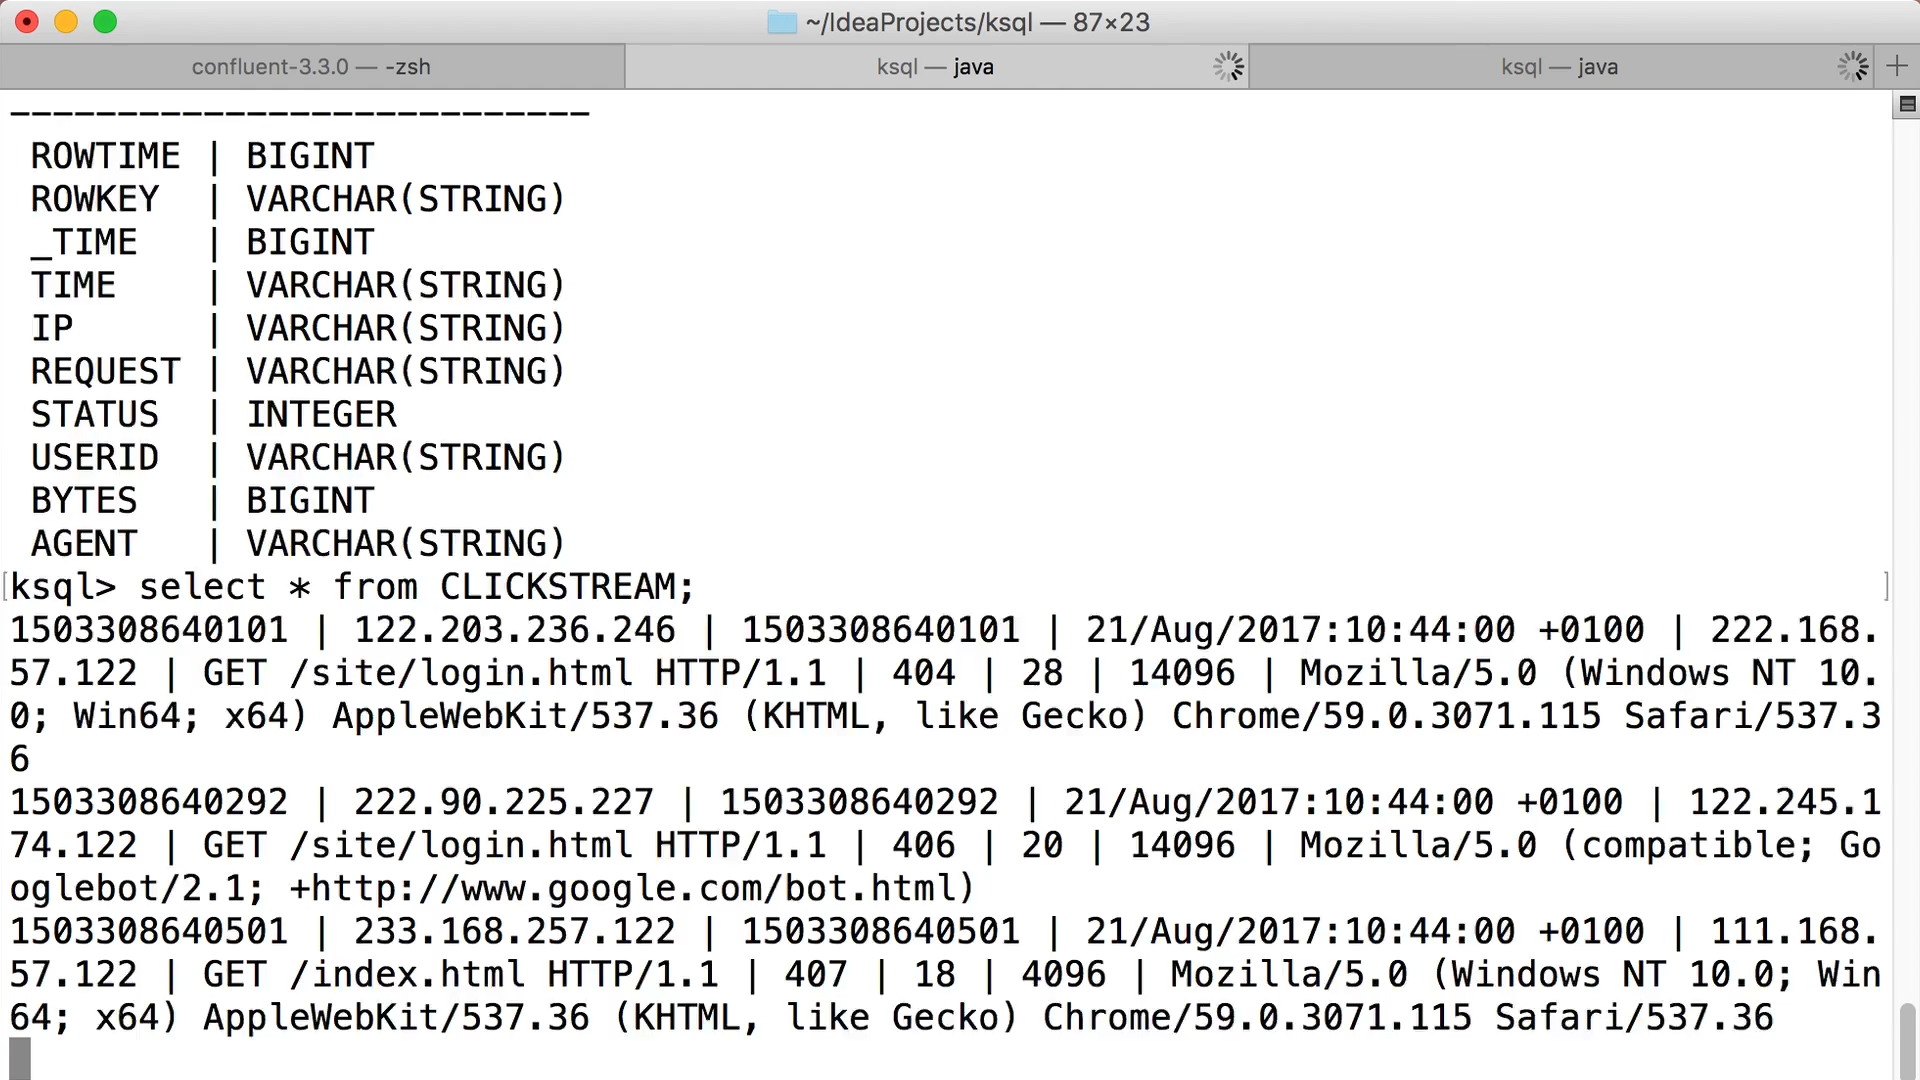 ~/IdeaProjects/ksql — 87×23
confluent-3.3.0 — -zsh
ksql — java
ksql — java
--------------------------- 
ROWTIME | BIGINT
ROWKEY | VARCHAR(STRING)
_TIME | BIGINT
TIME | VARCHAR(STRING)
IP | VARCHAR(STRING)
REQUEST | VARCHAR(STRING)
STATUS | INTEGER
USERID | VARCHAR(STRING)
BYTES | BIGINT
AGENT | VARCHAR(STRING)
[ksql> select * from CLICKSTREAM; ]
1503308640101 | 122.203.236.246 | 1503308640101 | 21/Aug/2017:10:44:00 +0100 | 222.168.
57.122 | GET /site/login.html HTTP/1.1 | 404 | 28 | 14096 | Mozilla/5.0 (Windows NT 10.
0; Win64; x64) AppleWebKit/537.36 (KHTML, like Gecko) Chrome/59.0.3071.115 Safari/537.3
6
1503308640292 | 222.90.225.227 | 1503308640292 | 21/Aug/2017:10:44:00 +0100 | 122.245.1
74.122 | GET /site/login.html HTTP/1.1 | 406 | 20 | 14096 | Mozilla/5.0 (compatible; Go
oglebot/2.1; +http://www.google.com/bot.html)
1503308640501 | 233.168.257.122 | 1503308640501 | 21/Aug/2017:10:44:00 +0100 | 111.168.
57.122 | GET /index.html HTTP/1.1 | 407 | 18 | 4096 | Mozilla/5.0 (Windows NT 10.0; Win
64; x64) AppleWebKit/537.36 (KHTML, like Gecko) Chrome/59.0.3071.115 Safari/537.36